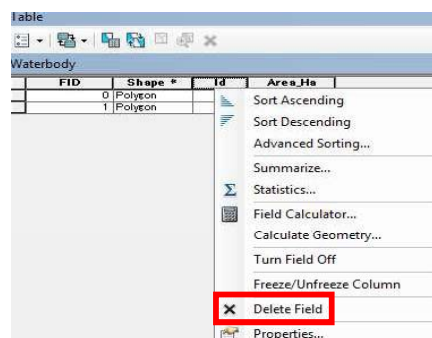 Table
Waterbody
FID Shape * Id Area_Ha
0 Polygon
1 Polygon
Sort Ascending
Sort Descending
Advanced Sorting...
Summarize...
Σ Statistics...
Field Calculator...
Calculate Geometry...
Turn Field Off
Freeze/Unfreeze Column
Delete Field
Properties...